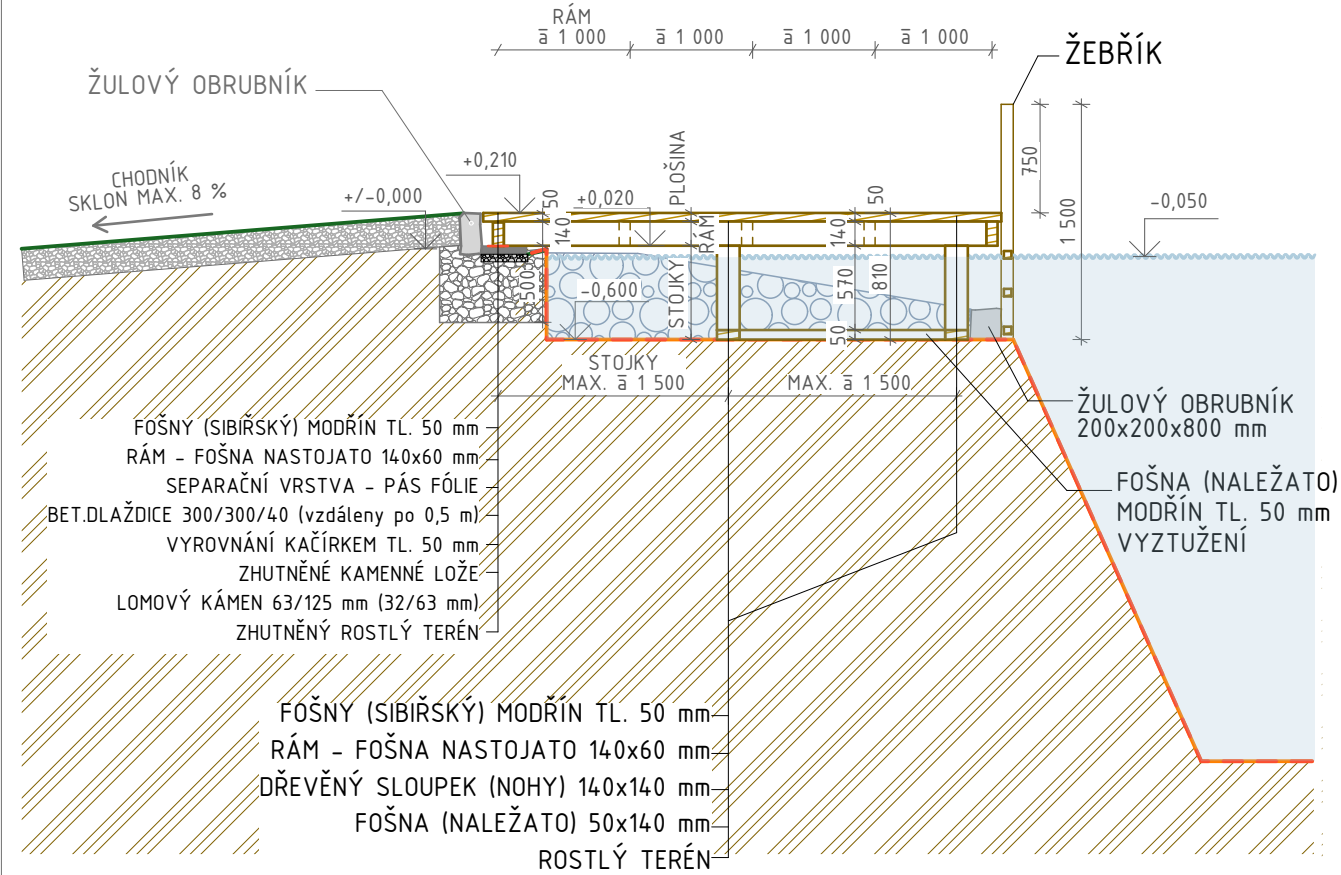 RÁM
ā 1 000 ā 1 000 ā 1 000 ā 1 000
ŽEBŘÍK
ŽULOVÝ OBRUBNÍK
CHODNÍK
SKLON MAX. 8 %
+/-0,000
+0,210
50
140
+0,020
PLOŠINA
RÁM
STOJKY
500
-0,600
50
140
570
810
50
750
1 500
-0,050
STOJKY
MAX. ā 1 500
MAX. ā 1 500
ŽULOVÝ OBRUBNÍK
200x200x800 mm
FOŠNA (NALEŽATO)
MODŘÍN TL. 50 mm
VYZTUŽENÍ
FOŠNY (SIBIŘSKÝ) MODŘÍN TL. 50 mm
RÁM - FOŠNA NASTOJATO 140x60 mm
SEPARAČNÍ VRSTVA - PÁS FÓLIE
BET.DLAŽDICE 300/300/40 (vzdáleny po 0,5 m)
VYROVNÁNÍ KAČÍRKEM TL. 50 mm
ZHUTNĚNÉ KAMENNÉ LOŽE
LOMOVÝ KÁMEN 63/125 mm (32/63 mm)
ZHUTNĚNÝ ROSTLÝ TERÉN
FOŠNY (SIBIŘSKÝ) MODŘÍN TL. 50 mm
RÁM - FOŠNA NASTOJATO 140x60 mm
DŘEVĚNÝ SLOUPEK (NOHY) 140x140 mm
FOŠNA (NALEŽATO) 50x140 mm
ROSTLÝ TERÉN